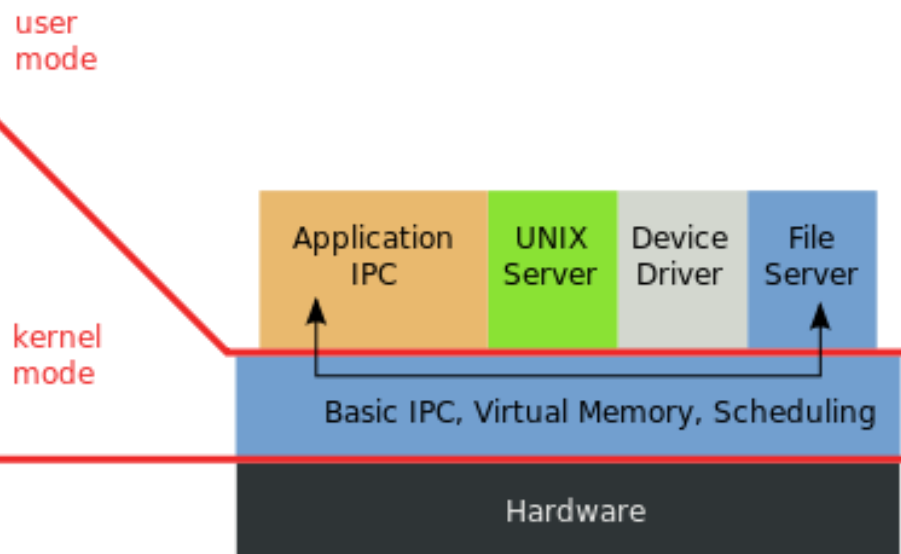 user
mode
Application
IPC
UNIX
Server
Device
Driver
File
Server
kernel
mode
Basic IPC, Virtual Memory, Scheduling
Hardware